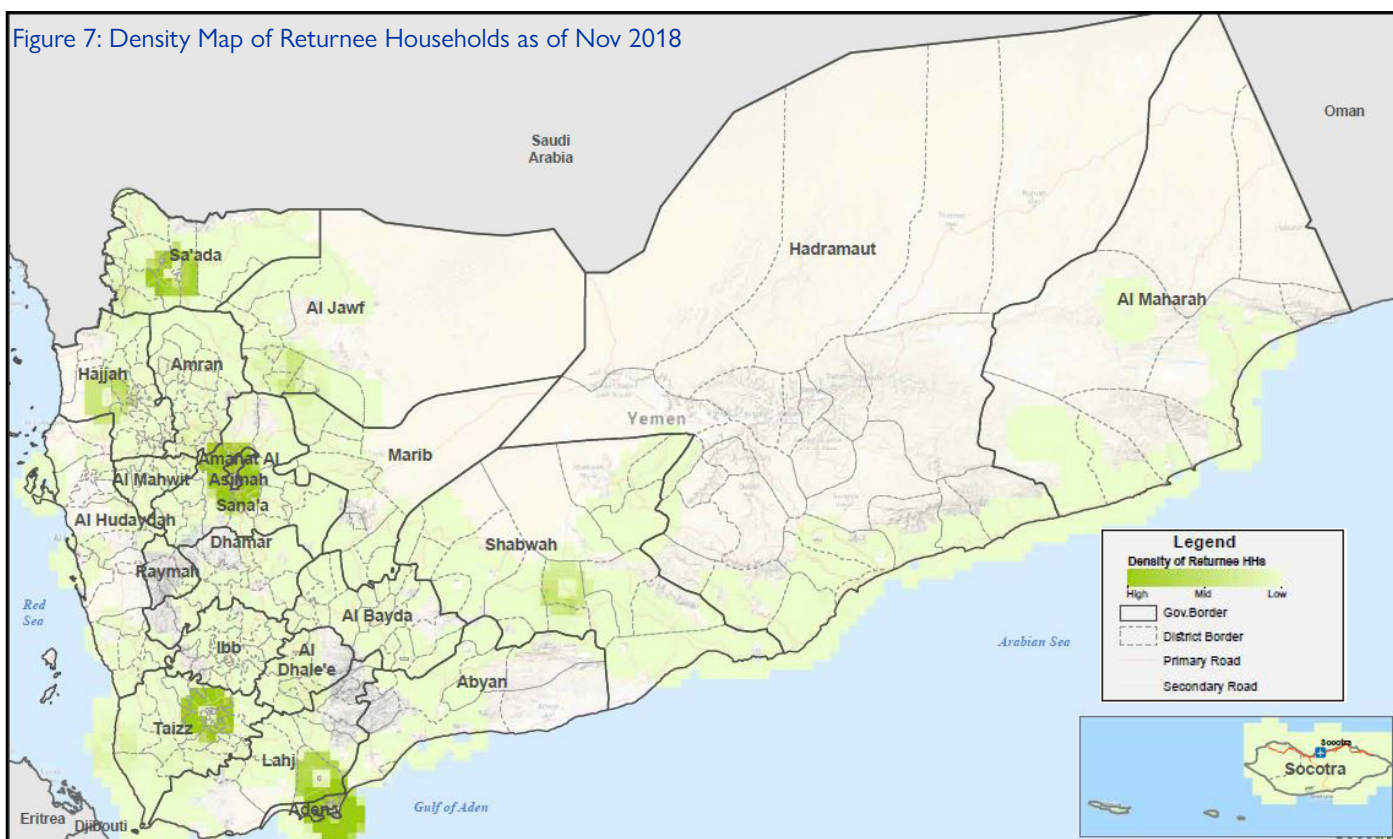 Figure 7: Density Map of Returnee Households as of Nov 2018
Oman
Saudi
Arabia
Sa'ada
Hadramaut
Al Jawf
Al Maharah
Amran
Hajjah
Yemen
Marib
Amanat Al
Asimah
Al Mahwit
Sana'a
Al Hudaydah
Dhamar
Shabwah
Raymah
Red
Sea
Al Bayda
Ibb
Al
Dhale'e
Abyan
Arabian Sea
Taizz
Lahj
Aden
Gulf of Aden
Eritrea
Djibouti
Legend
Density of Returnee HHs
High Mid Low
Gov.Border
District Border
Primary Road
Secondary Road
Socotra
Socotra